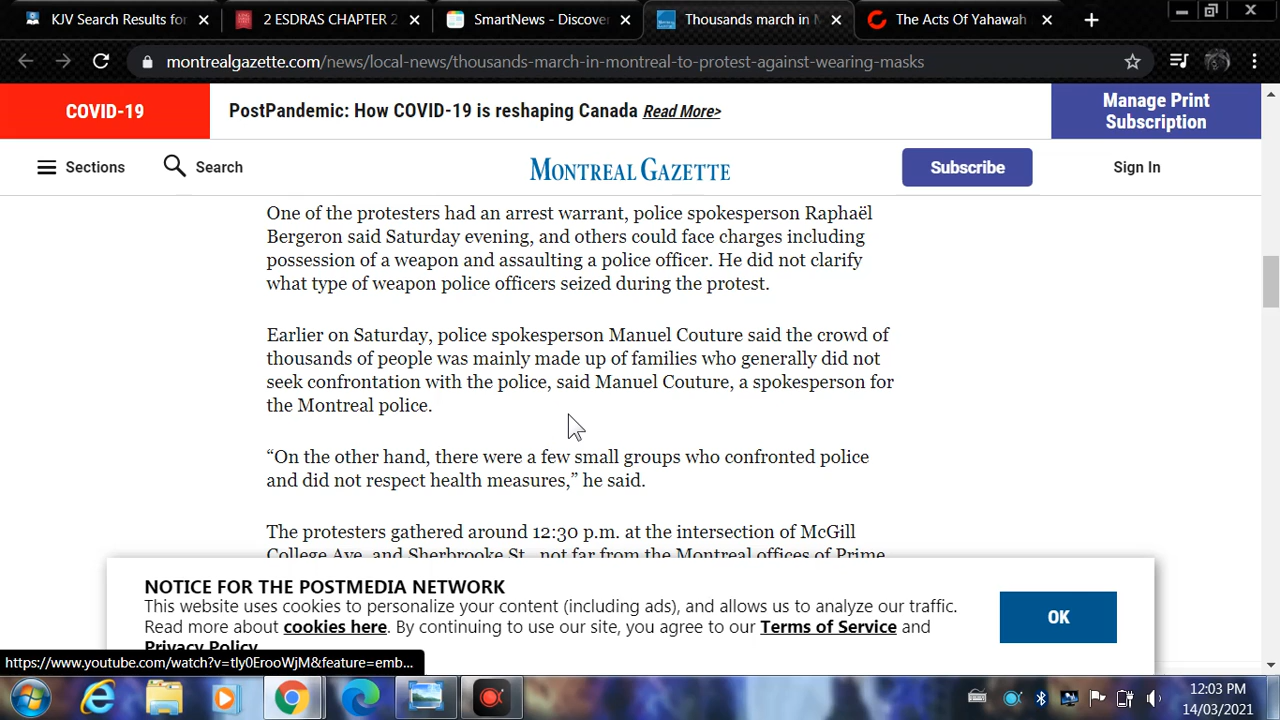 KJV Search Results for
2 ESDRAS CHAPTER 2
SmartNews - Discover
Thousands march in M
The Acts Of Yahawah
montrealgazette.com/news/local-news/thousands-march-in-montreal-to-protest-against-wearing-masks
COVID-19
PostPandemic: How COVID-19 is reshaping Canada Read More>
Manage Print
Subscription
Sections
Search
MONTREAL GAZETTE
Subscribe
Sign In
One of the protesters had an arrest warrant, police spokesperson Raphaël
Bergeron said Saturday evening, and others could face charges including
possession of a weapon and assaulting a police officer. He did not clarify
what type of weapon police officers seized during the protest.
Earlier on Saturday, police spokesperson Manuel Couture said the crowd of
thousands of people was mainly made up of families who generally did not
seek confrontation with the police, said Manuel Couture, a spokesperson for
the Montreal police.
“On the other hand, there were a few small groups who confronted police
and did not respect health measures,” he said.
The protesters gathered around 12:30 p.m. at the intersection of McGill
College Ave. and Sherbrooke St., not far from the Montreal offices of Prime
NOTICE FOR THE POSTMEDIA NETWORK
This website uses cookies to personalize your content (including ads), and allows us to analyze our traffic.
Read more about cookies here. By continuing to use our site, you agree to our Terms of Service and
Privacy Policy
OK
https://www.youtube.com/watch?v=tly0ErooWjM&feature=emb...
12:03 PM
14/03/2021